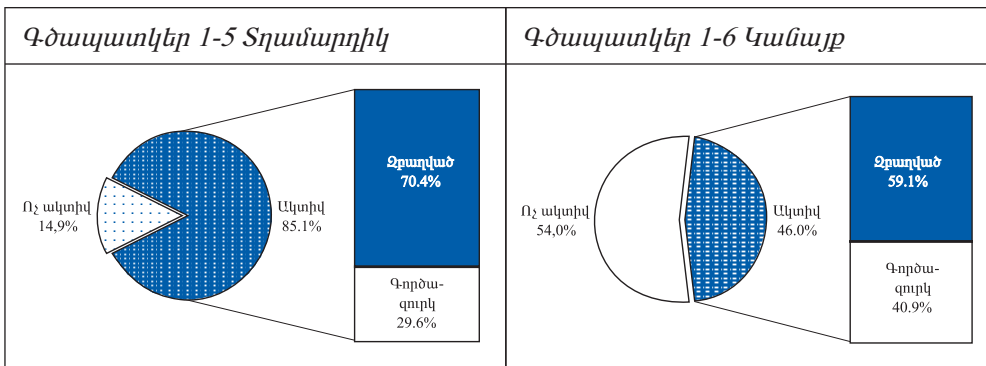 Գծապատկեր 1-5 Տղամարդիկ
Ոչ ակտիվ
14,9%
Ակտիվ
85.1%
Զբաղված
70.4%
Գործա-
զուրկ
29.6%
Գծապատկեր 1-6 Կանայք
Ոչ ակտիվ
54,0%
Ակտիվ
46.0%
Զբաղված
59.1%
Գործա-
զուրկ
40.9%